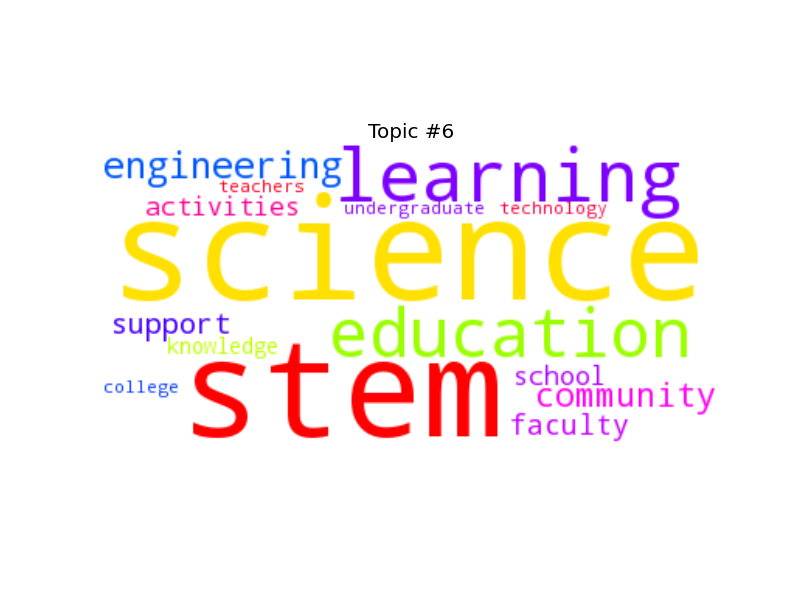 Topic #6
engineering
learning
teachers
activities
undergraduate
technology
science
support
education
knowledge
stem
school
college
community
faculty